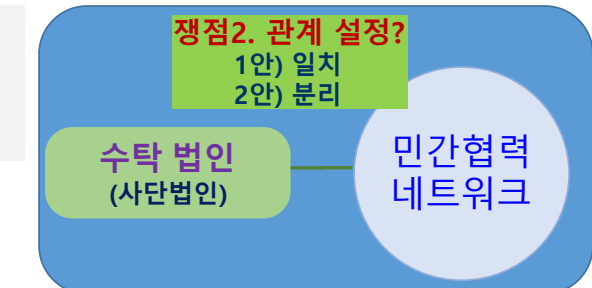 쟁점2. 관계 설정?
1안) 일치
2안) 분리
수탁 법인
(사단법인)
민간협력
네트워크